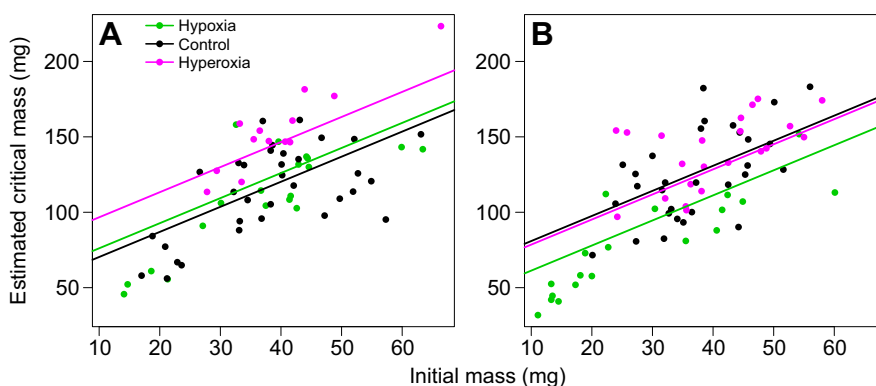 A
Hypoxia
Control
Hyperoxia
B
Estimated critical mass (mg)
200
150
100
50
200
150
100
50
10 20 30 40 50 60
10 20 30 40 50 60
Initial mass (mg)